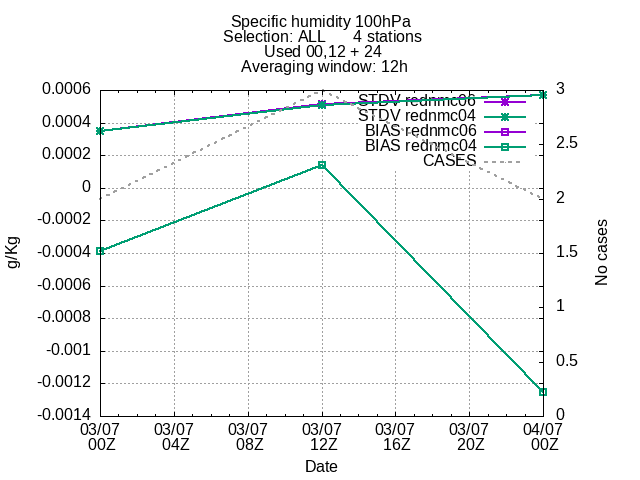 Specific humidity 100hPa
Selection: ALL 4 stations
Used 00,12 + 24
Averaging window: 12h
0.0006
0.0004
0.0002
0
-0.0002
-0.0004
-0.0006
-0.0008
-0.001
-0.0012
-0.0014
g/Kg
STDV rednmc06
STDV rednmc04
BIAS rednmc06
BIAS rednmc04
CASES
3
2.5
2
1.5
1
0.5
0
No cases
03/07 03/07 03/07 03/07 03/07 03/07 04/07
00Z 04Z 08Z 12Z 16Z 20Z 00Z
Date